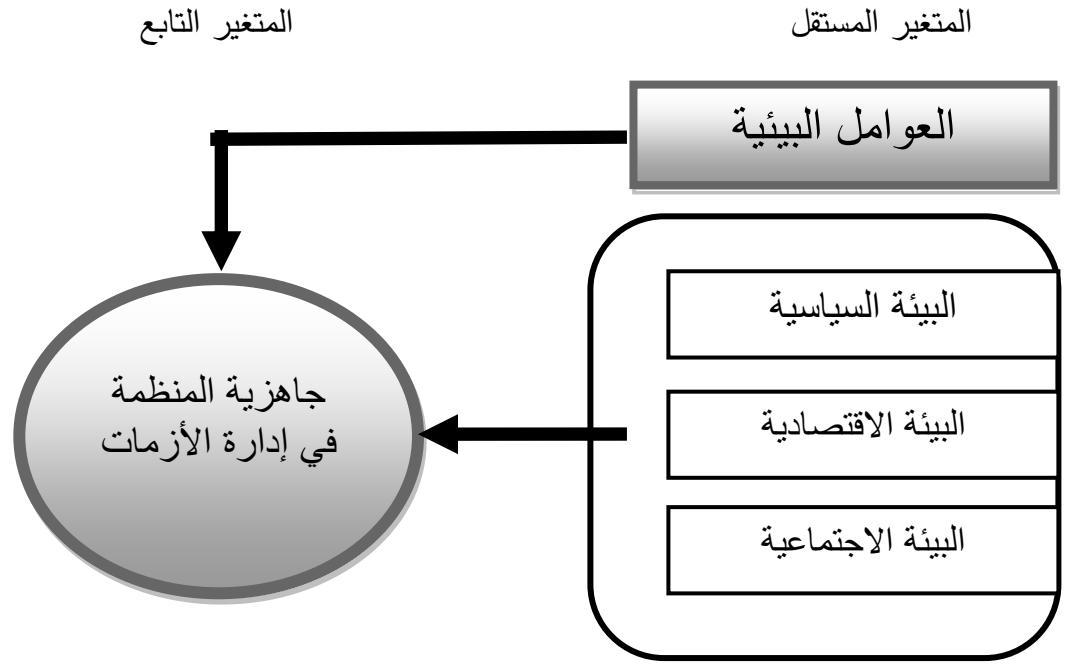 المتغير المستقل
المتغير التابع
العوامل البيئية
البيئة السياسية
البيئة الاقتصادية
البيئة الاجتماعية
جاهزية المنظمة
في إدارة الأزمات